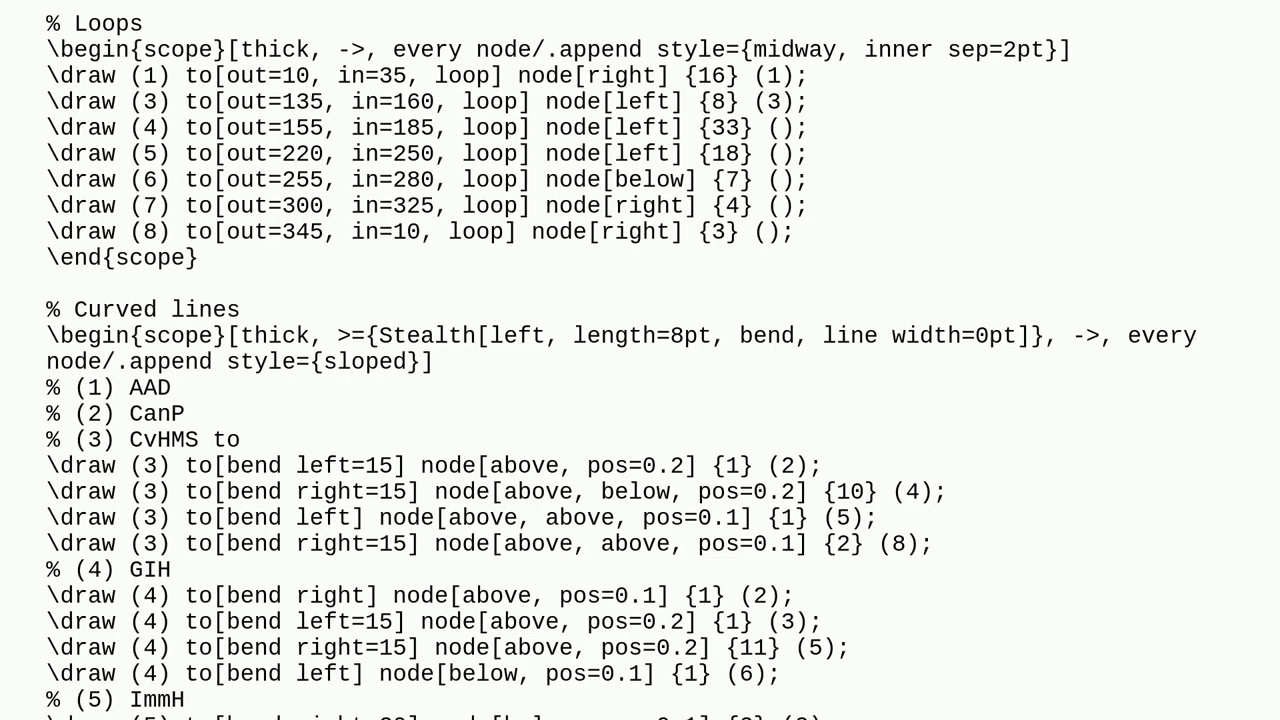 % Loops
\begin{scope}[thick, ->, every node/.append style={midway, inner sep=2pt}]
\draw (1) to[out=10, in=35, loop] node[right] {16} (1);
\draw (3) to[out=135, in=160, loop] node[left] {8} (3);
\draw (4) to[out=155, in=185, loop] node[left] {33} ();
\draw (5) to[out=220, in=250, loop] node[left] {18} ();
\draw (6) to[out=255, in=280, loop] node[below] {7} ();
\draw (7) to[out=300, in=325, loop] node[right] {4} ();
\draw (8) to[out=345, in=10, loop] node[right] {3} ();
\end{scope}

% Curved lines
\begin{scope}[thick, >={Stealth[left, length=8pt, bend, line width=0pt]}, ->, every
node/.append style={sloped}]
% (1) AAD
% (2) CanP
% (3) CvHMS to
\draw (3) to[bend left=15] node[above, pos=0.2] {1} (2);
\draw (3) to[bend right=15] node[above, below, pos=0.2] {10} (4);
\draw (3) to[bend left] node[above, above, pos=0.1] {1} (5);
\draw (3) to[bend right=15] node[above, above, pos=0.1] {2} (8);
% (4) GIH
\draw (4) to[bend right] node[above, pos=0.1] {1} (2);
\draw (4) to[bend left=15] node[above, pos=0.2] {1} (3);
\draw (4) to[bend right=15] node[above, pos=0.2] {11} (5);
\draw (4) to[bend left] node[below, pos=0.1] {1} (6);
% (5) ImmH